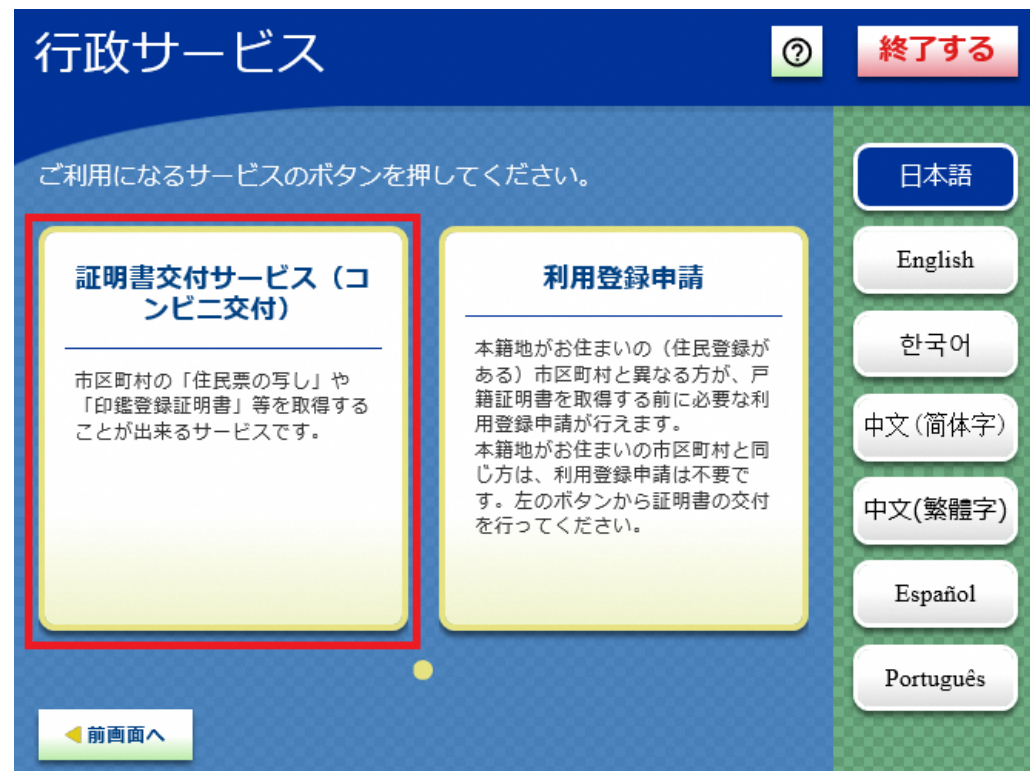 行政サービス
?
終了する
ご利用になるサービスのボタンを押してください。
証明書交付サービス（コ
ンビニ交付）
市区町村の「住民票の写し」や
「印鑑登録証明書」等を取得する
ことが出来るサービスです。
利用登録申請
本籍地がお住まいの（住民登録が
ある）市区町村と異なる方が、戸
籍証明書を取得する前に必要な利
用登録申請が行えます。
本籍地がお住まいの市区町村と同
じ方は、利用登録申請は不要で
す。左のボタンから証明書の交付
を行ってください。
日本語
English
한국어
中文(简体字)
中文(繁體字)
Español
Português
前画面へ